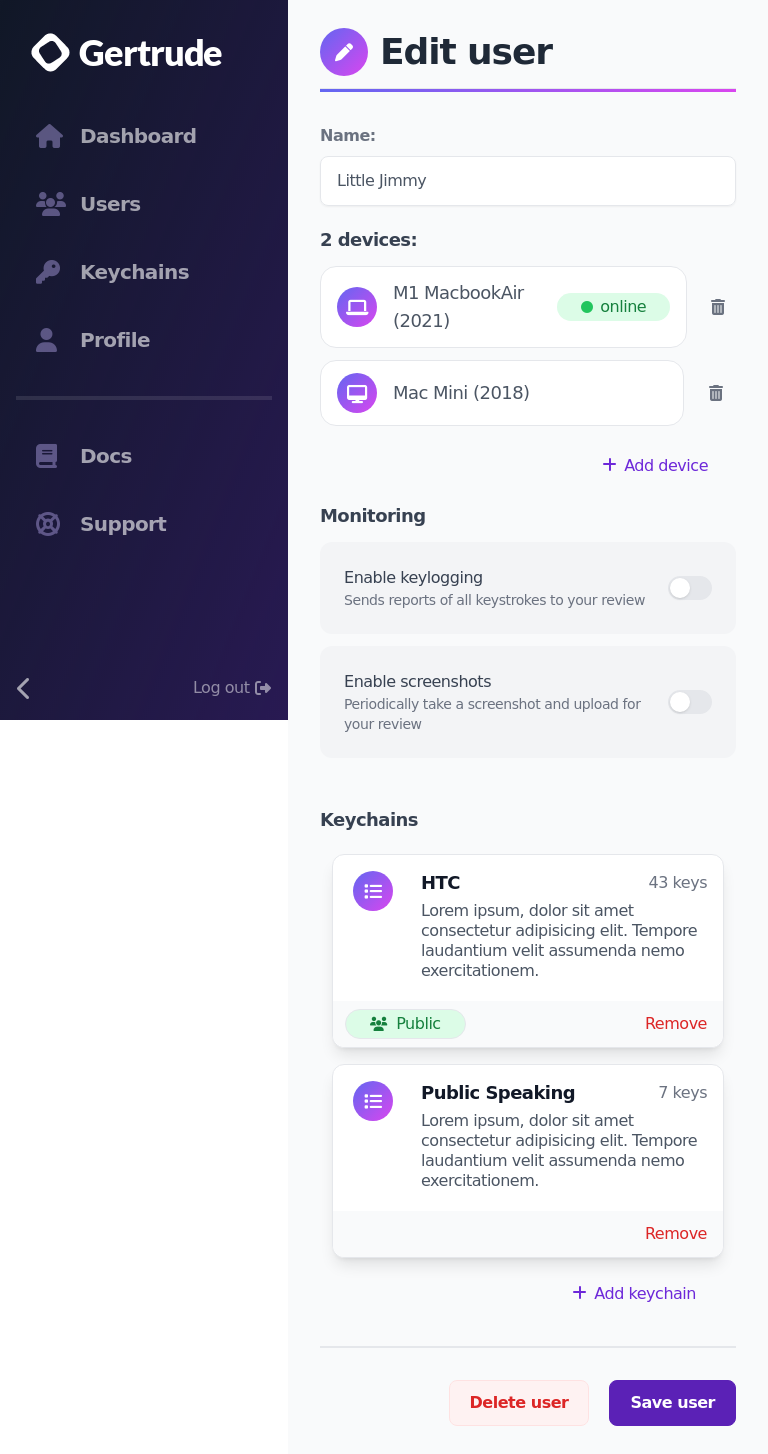 Gertrude
Dashboard
Users
Keychains
Profile
Docs
Support
Log out
Edit user
Name:
Little Jimmy
2 devices:
M1 MacbookAir
(2021)
online
Mac Mini (2018)
Add device
Monitoring
Enable keylogging
Sends reports of all keystrokes to your review
Enable screenshots
Periodically take a screenshot and upload for
your review
Keychains
HTC
43 keys
Lorem ipsum, dolor sit amet
consectetur adipisicing elit. Tempore
laudantium velit assumenda nemo
exercitationem.
Public
Remove
Public Speaking
7 keys
Lorem ipsum, dolor sit amet
consectetur adipisicing elit. Tempore
laudantium velit assumenda nemo
exercitationem.
Remove
Add keychain
Delete user
Save user